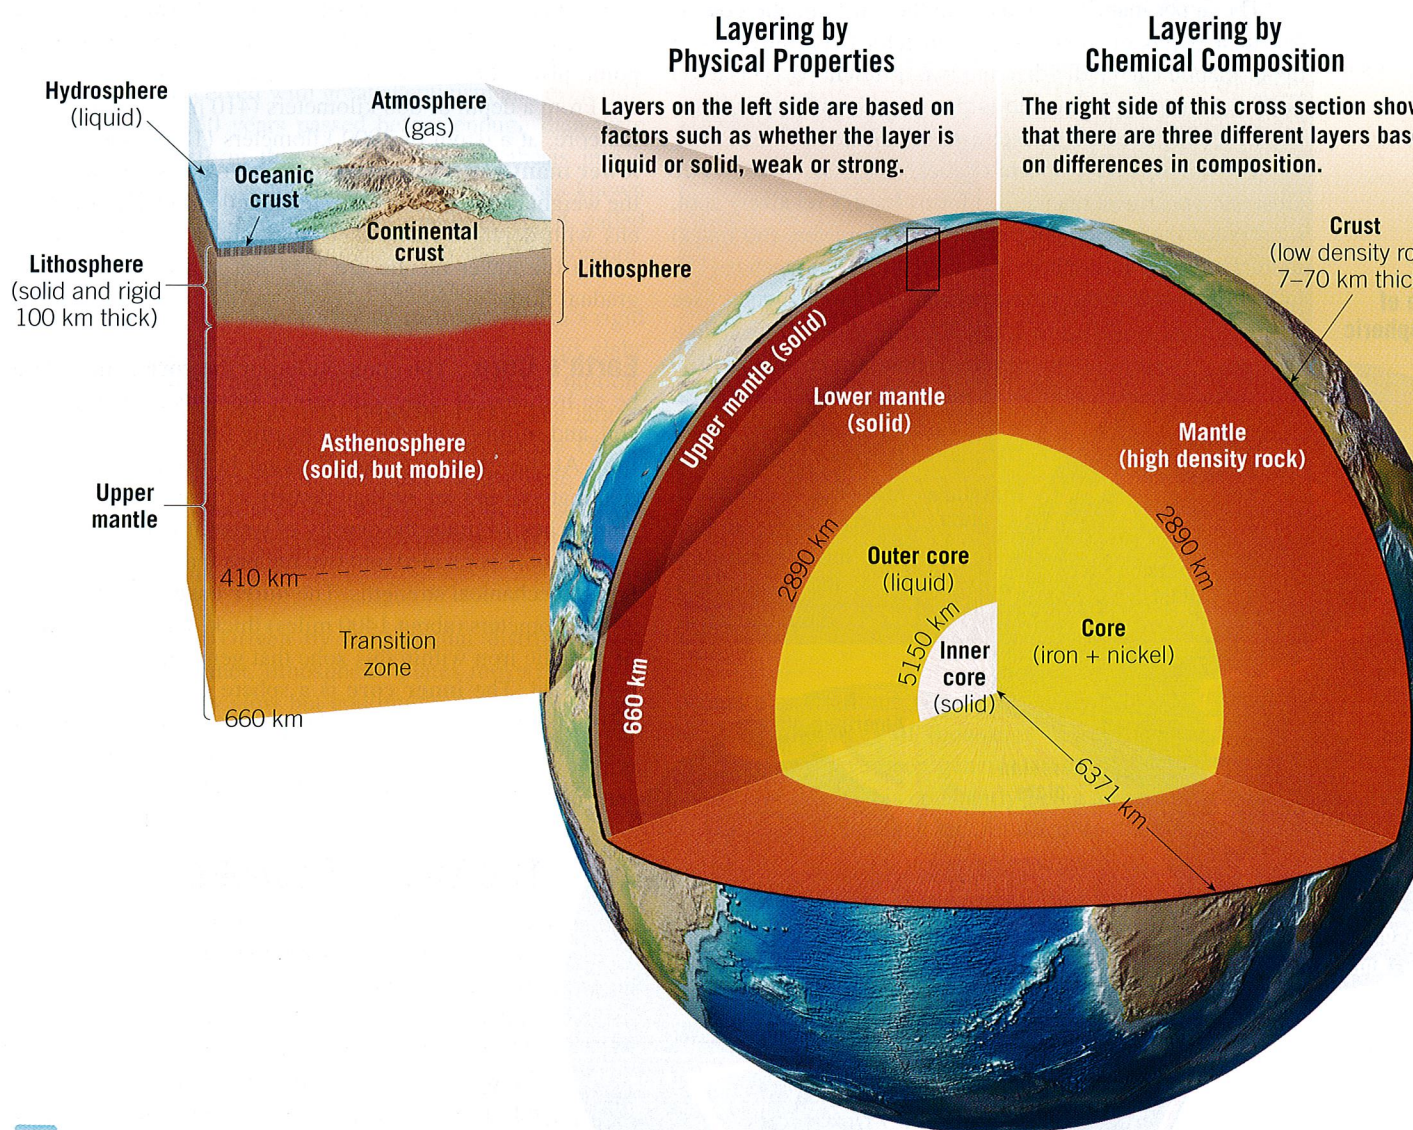 Layering by
Physical Properties
Layers on the left side are based on
factors such as whether the layer is
liquid or solid, weak or strong.
Layering by
Chemical Composition
The right side of this cross section show
that there are three different layers base
on differences in composition.
Hydrosphere
(liquid)
Atmosphere
(gas)
Oceanic
crust
Continental
crust
Lithosphere
(solid and rigid
100 km thick)
Lithosphere
Asthenosphere
(solid, but mobile)
Upper
mantle
410 km
Transition
zone
660 km
Crust
(low density ro
7–70 km thic
Upper mantle (solid)
Lower mantle
(solid)
Mantle
(high density rock)
2890 km
2890 km
Outer core
(liquid)
5150 km
Inner
core
(solid)
Core
(iron + nickel)
660 km
6371 km